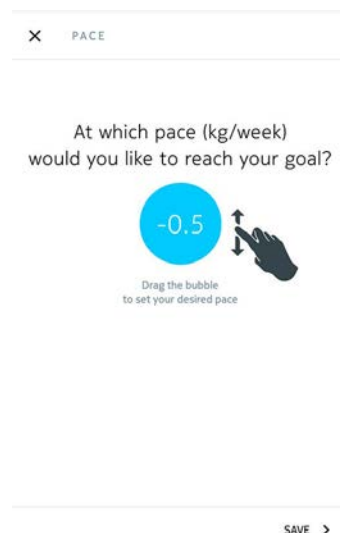 PACE
At which pace (kg/week)
would you like to reach your goal?
-0.5
Drag the bubble
to set your desired pace
SAVE